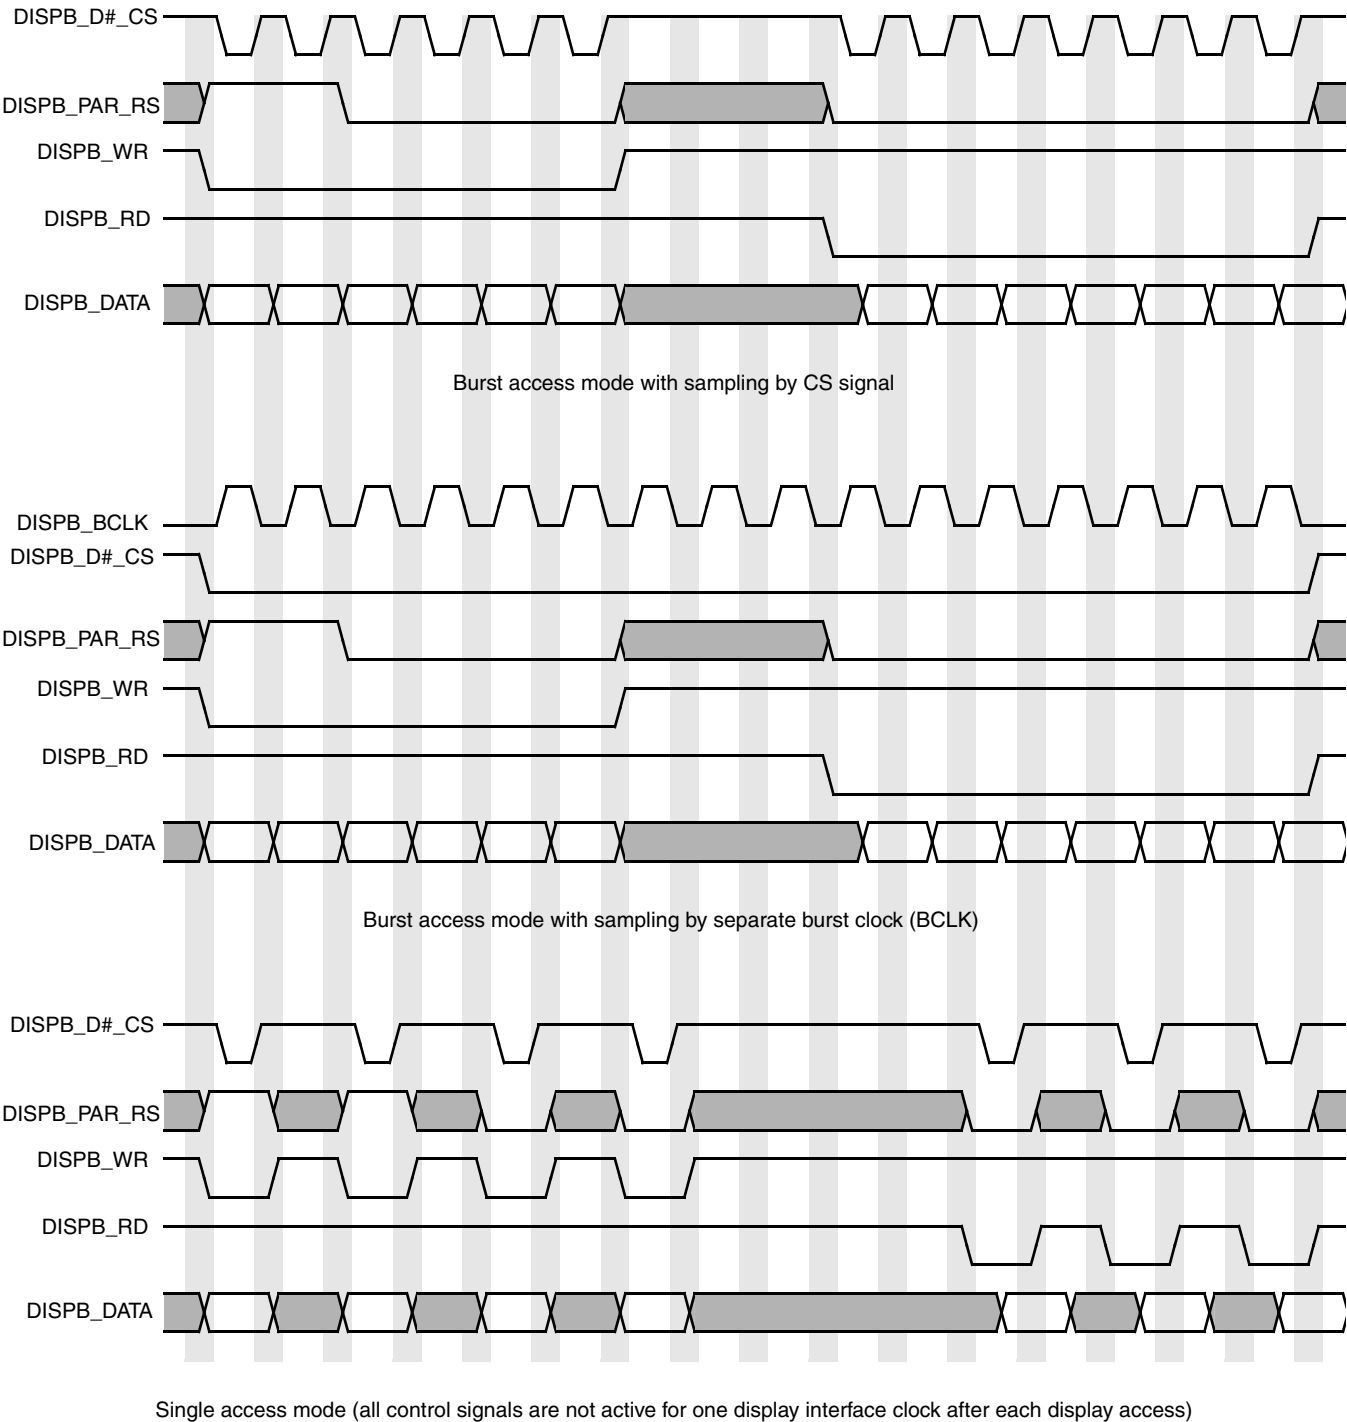 DISPB_D#_CS
DISPB_PAR_RS
DISPB_WR
DISPB_RD
DISPB_DATA
Burst access mode with sampling by CS signal
DISPB_BCLK
DISPB_D#_CS
DISPB_PAR_RS
DISPB_WR
DISPB_RD
DISPB_DATA
Burst access mode with sampling by separate burst clock (BCLK)
DISPB_D#_CS
DISPB_PAR_RS
DISPB_WR
DISPB_RD
DISPB_DATA
Single access mode (all control signals are not active for one display interface clock after each display access)